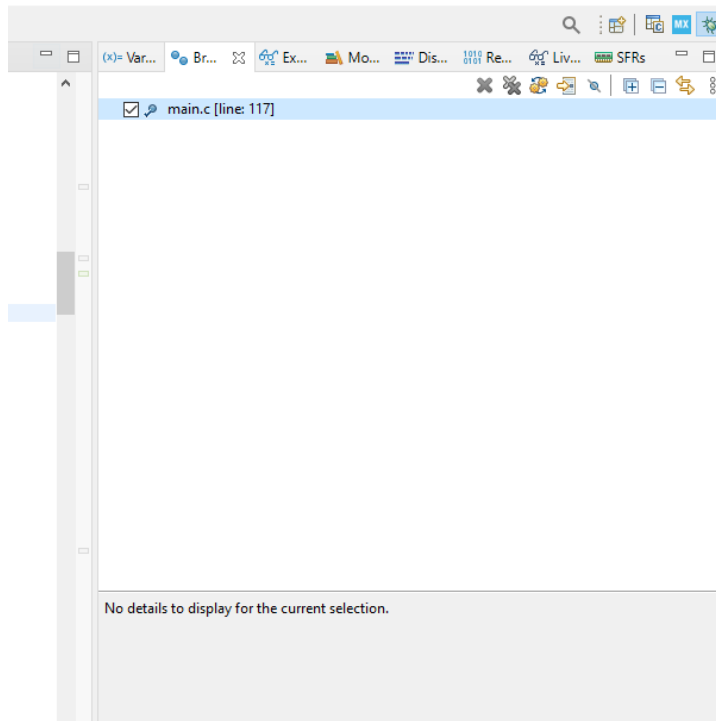 MX
(x)= Var... Br... Ex... Mo... Dis... 1010 0101 Re... Liv... SFRs
main.c [line: 117]
No details to display for the current selection.